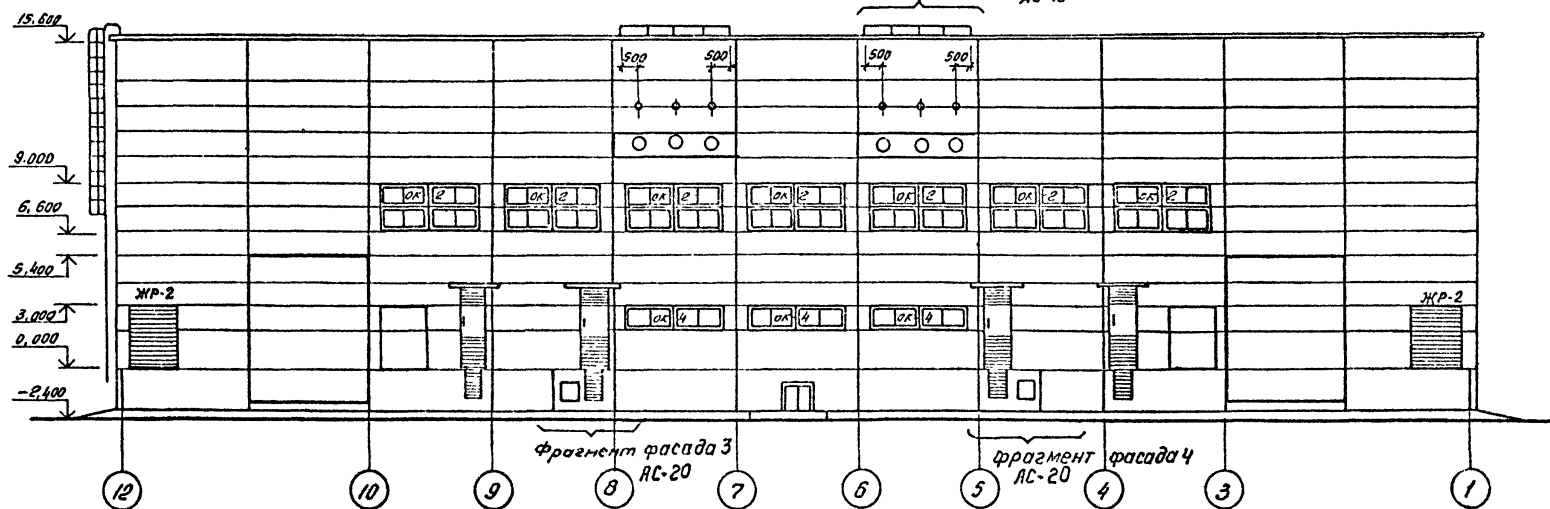 15.600
500 500 500 500
9.000
ОК 2 ОК 2 ОК 2 ОК 2 ОК 2 ОК 2 ОК 2
6,600
5,400
ЖР-2 ЖР-2
3,000
ОК 4 ОК 4 ОК 4
0,000
-2,400
Фрагмент фасада 3
АС-20
Фрагмент фасада 4
АС-20
12 10 9 8 7 6 5 4 3 1